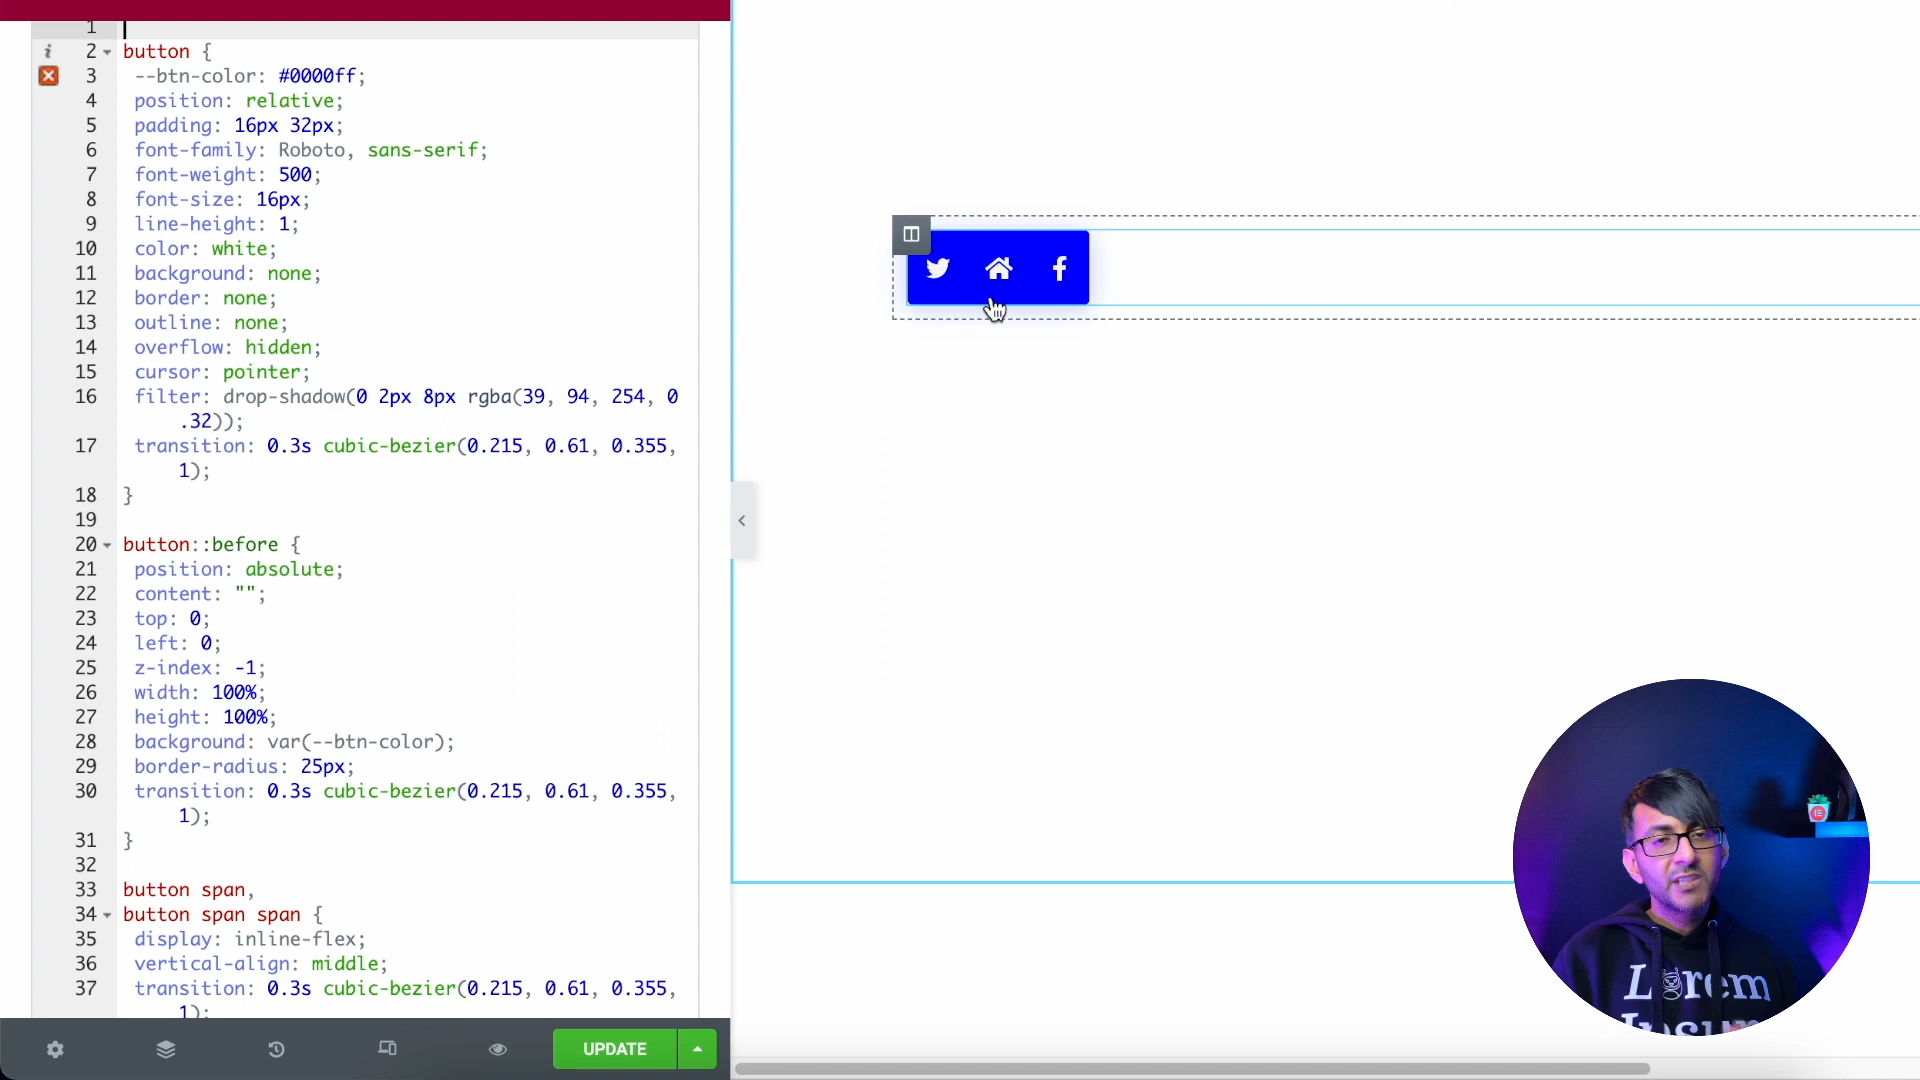 1
2 button {
3 --btn-color: #0000ff;
4 position: relative;
5 padding: 16px 32px;
6 font-family: Roboto, sans-serif;
7 font-weight: 500;
8 font-size: 16px;
9 line-height: 1;
10 color: white;
11 background: none;
12 border: none;
13 outline: none;
14 overflow: hidden;
15 cursor: pointer;
16 filter: drop-shadow(0 2px 8px rgba(39, 94, 254, 0
.32));
17 transition: 0.3s cubic-bezier(0.215, 0.61, 0.355,
1);
18 }
19
20 button::before {
21 position: absolute;
22 content: "";
23 top: 0;
24 left: 0;
25 z-index: -1;
26 width: 100%;
27 height: 100%;
28 background: var(--btn-color);
29 border-radius: 25px;
30 transition: 0.3s cubic-bezier(0.215, 0.61, 0.355,
1);
31 }
32
33 button span,
34 button span span {
35 display: inline-flex;
36 vertical-align: middle;
37 transition: 0.3s cubic-bezier(0.215, 0.61, 0.355,
1);
UPDATE
Lorem
Ipsum